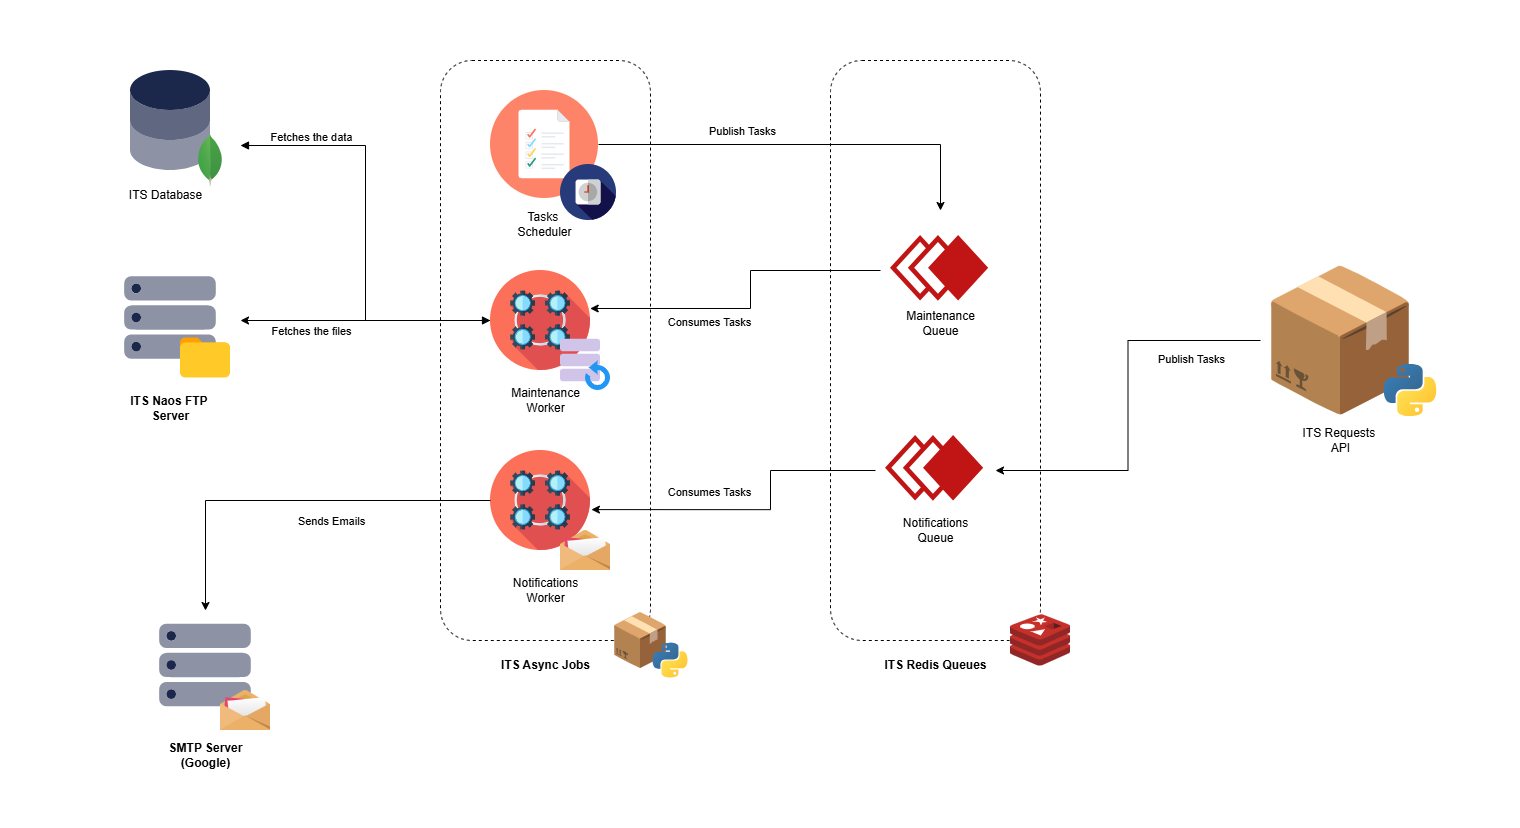 Fetches the data
ITS Database
Tasks
Scheduler
Publish Tasks
Fetches the files
ITS Naos FTP
Server
Maintenance
Worker
Consumes Tasks
Maintenance
Queue
Publish Tasks
ITS Requests
API
Sends Emails
Notifications
Worker
Consumes Tasks
Notifications
Queue
ITS Async Jobs
ITS Redis Queues
SMTP Server
(Google)